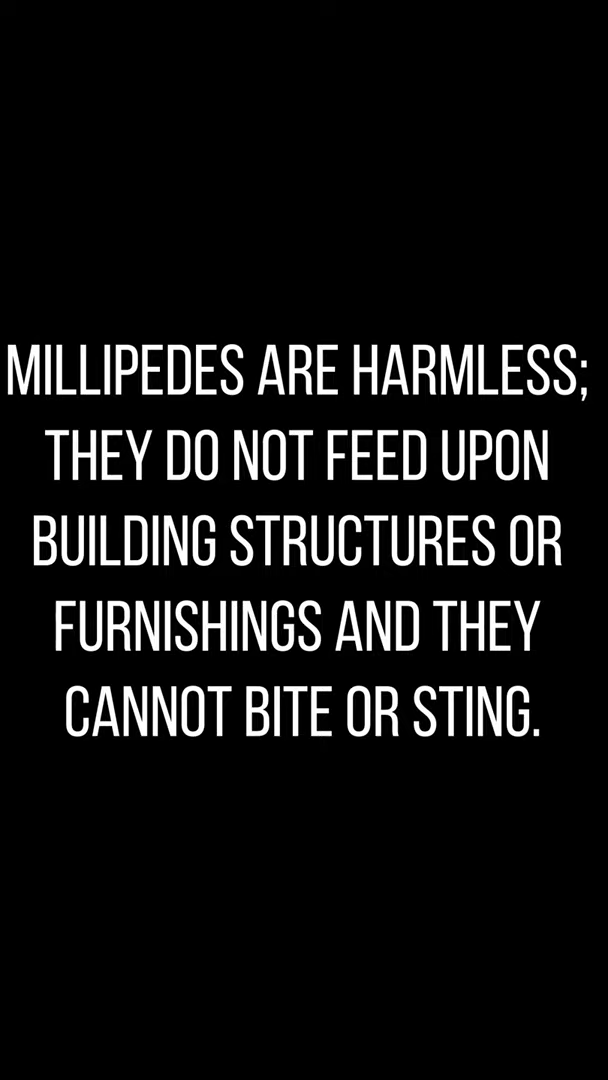 MILLIPEDES ARE HARMLESS;
THEY DO NOT FEED UPON
BUILDING STRUCTURES OR
FURNISHINGS AND THEY
CANNOT BITE OR STING.